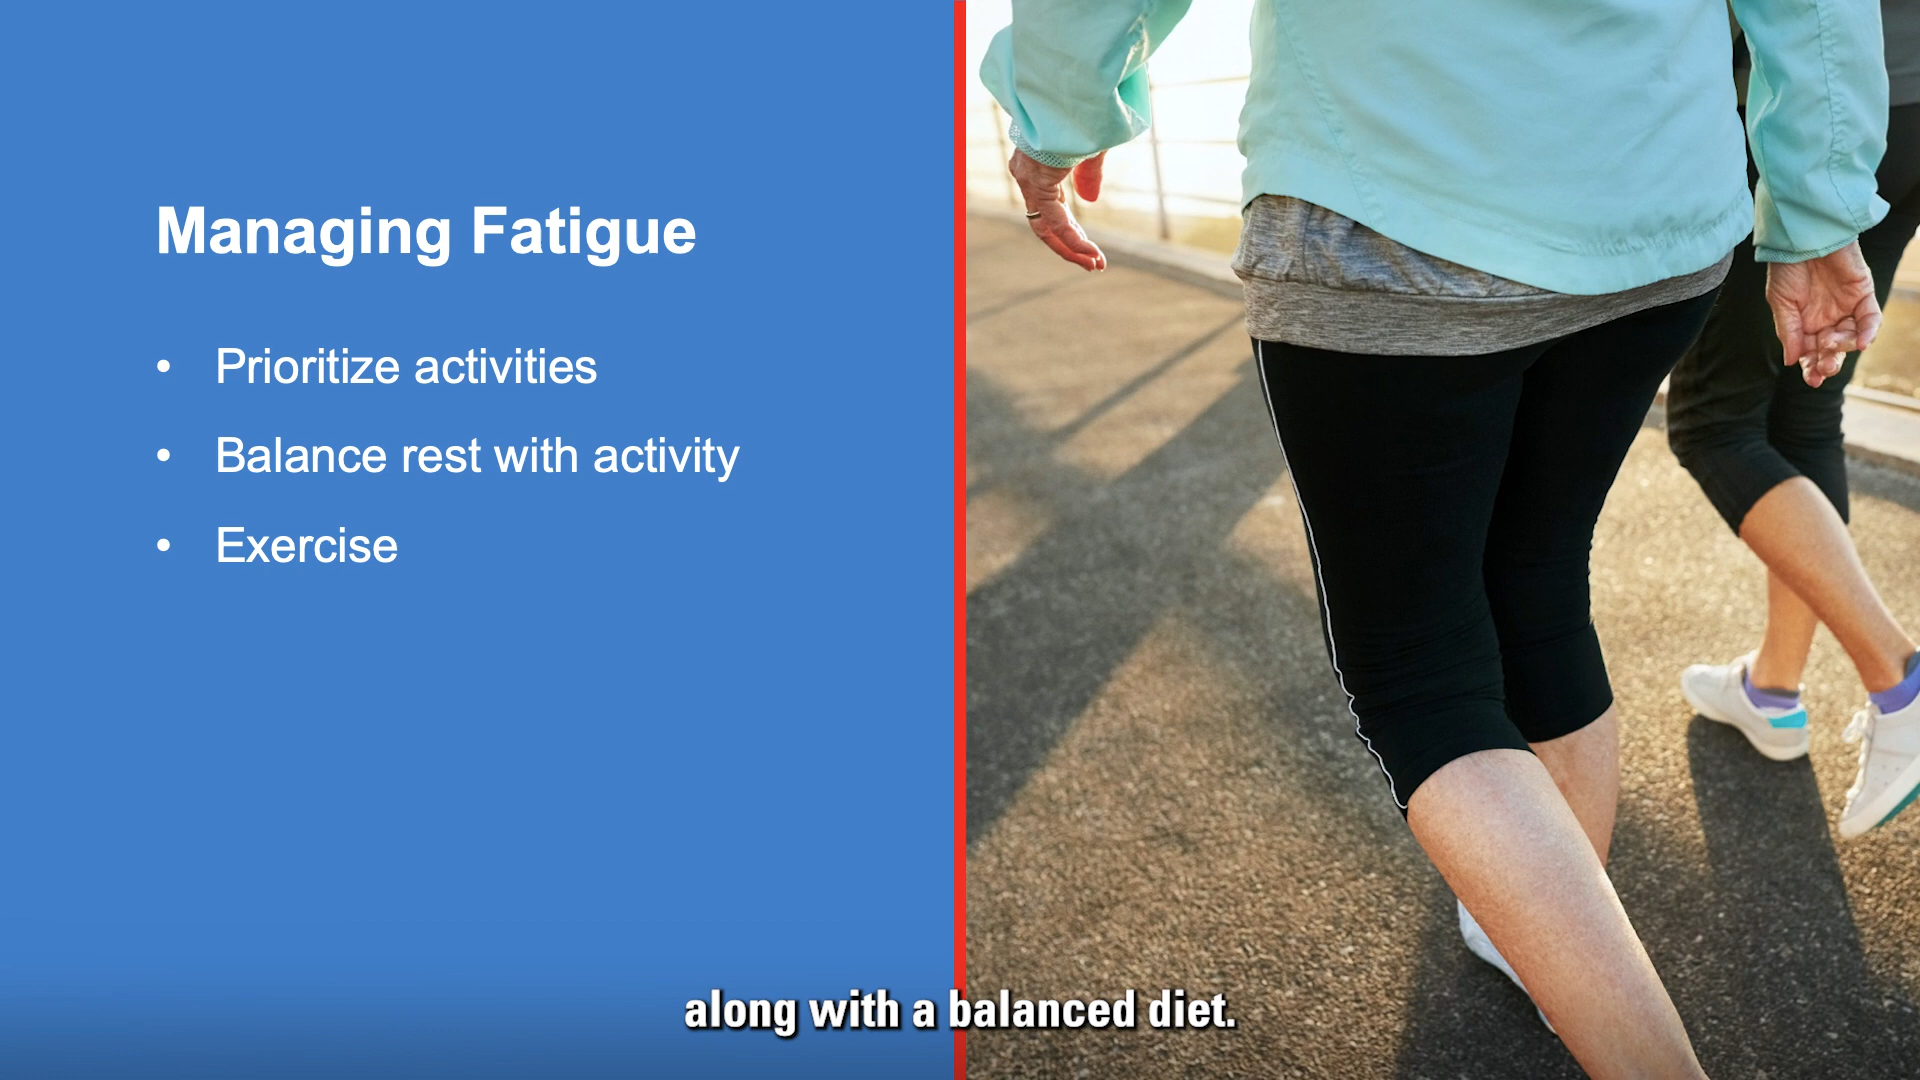 Managing Fatigue
• Prioritize activities
• Balance rest with activity
• Exercise
along with a balanced diet.